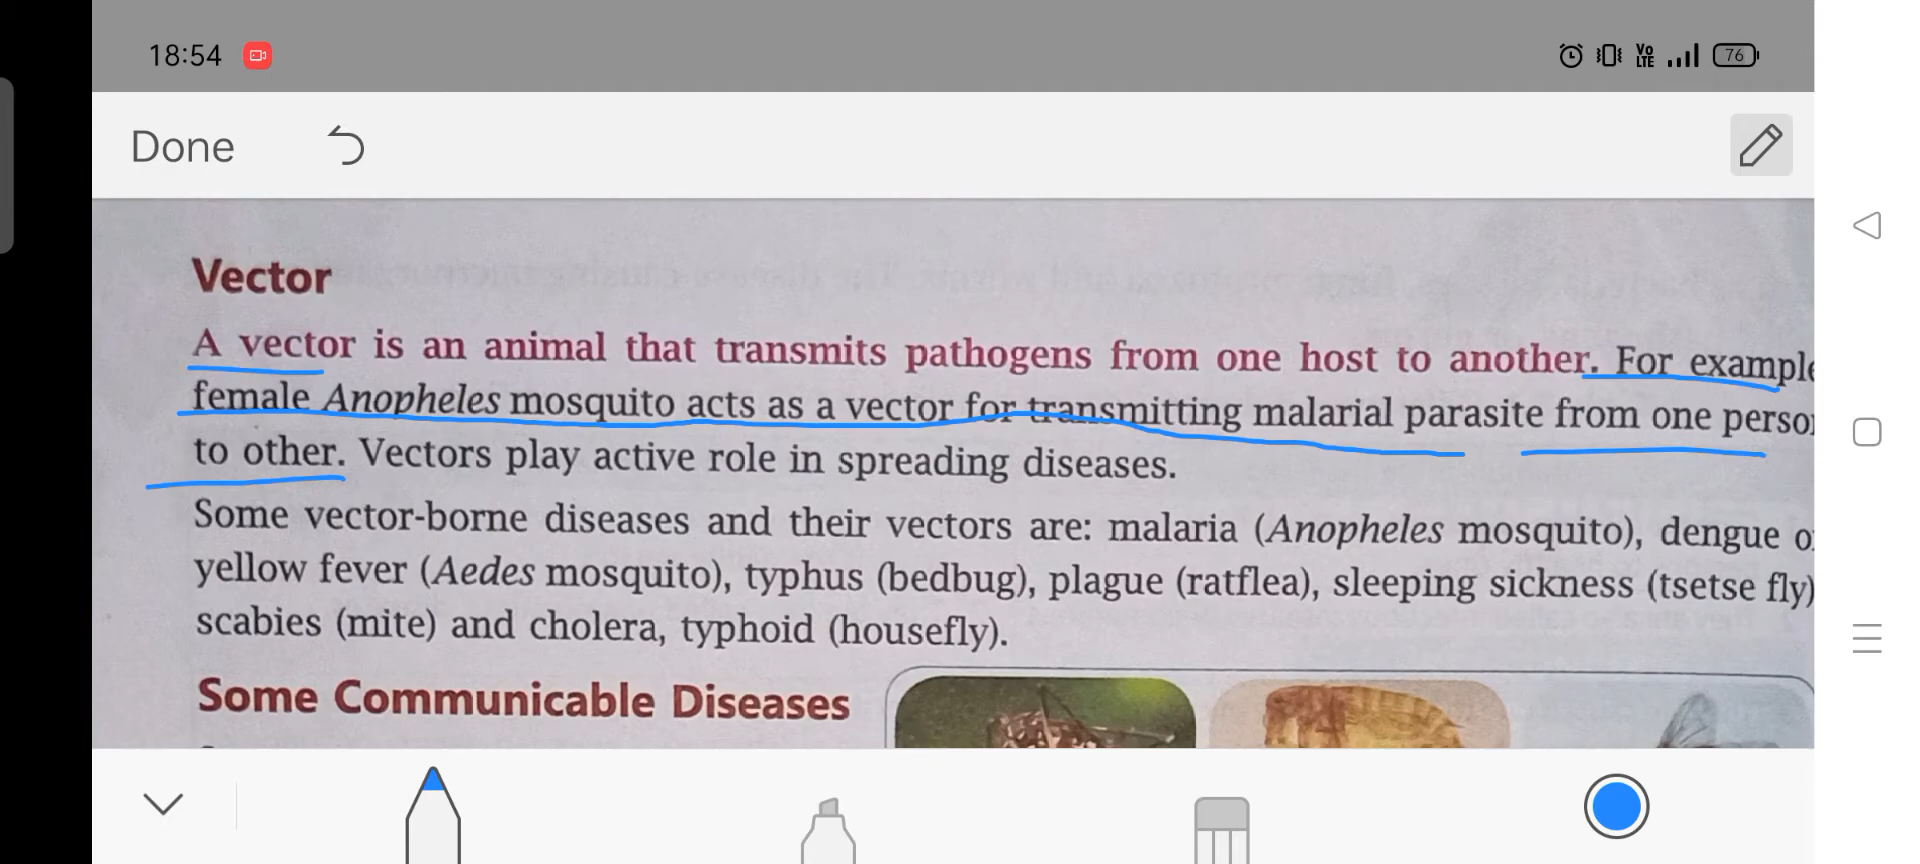 18:54
Vo LTE 76
Done
Vector
A vector is an animal that transmits pathogens from one host to another. For example
female Anopheles mosquito acts as a vector for transmitting malarial parasite from one perso
to other. Vectors play active role in spreading diseases.
Some vector-borne diseases and their vectors are: malaria (Anopheles mosquito), dengue o
yellow fever (Aedes mosquito), typhus (bedbug), plague (ratflea), sleeping sickness (tsetse fly)
scabies (mite) and cholera, typhoid (housefly).
Some Communicable Diseases